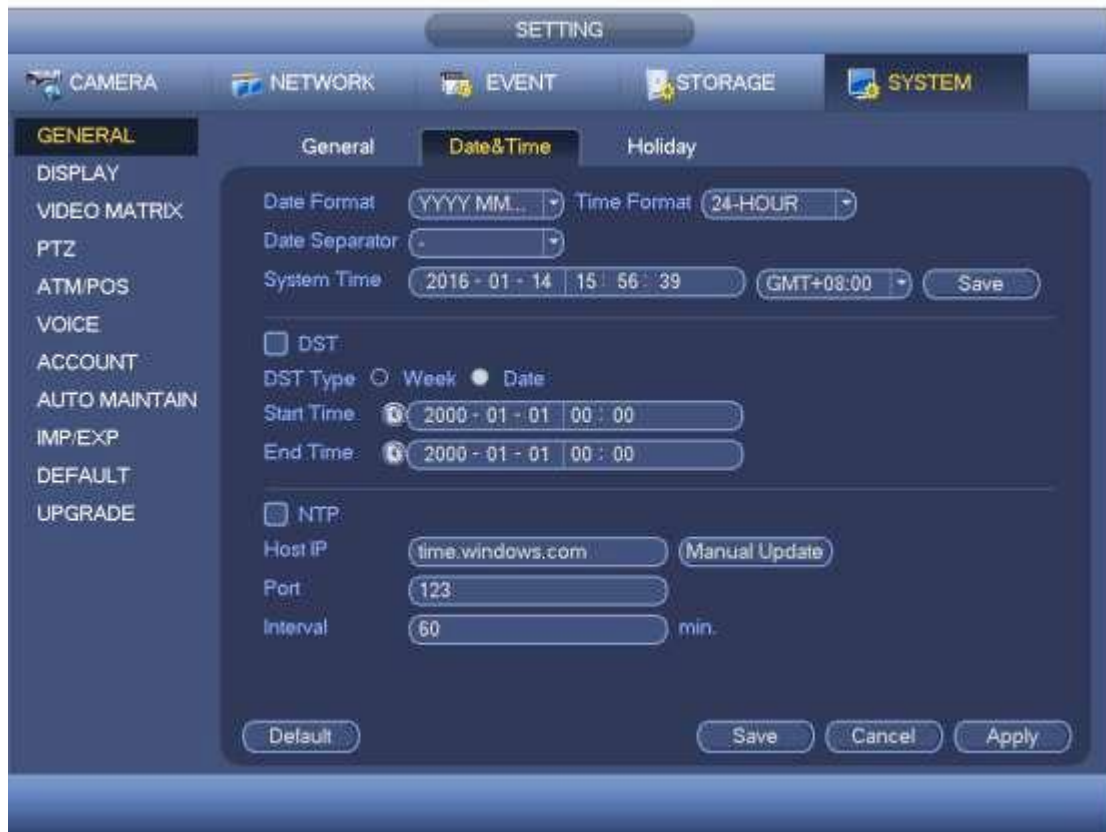 SETTING
CAMERA NETWORK EVENT STORAGE SYSTEM
GENERAL
DISPLAY
VIDEO MATRIX
PTZ
ATM/POS
VOICE
ACCOUNT
AUTO MAINTAIN
IMP/EXP
DEFAULT
UPGRADE
General Date&Time Holiday
Date Format YYYY MM... Time Format 24-HOUR
Date Separator -
System Time 2016 - 01 - 14 15 : 56 : 39 GMT+08:00 Save
DST
DST Type Week Date
Start Time 2000 - 01 - 01 00 : 00
End Time 2000 - 01 - 01 00 : 00
NTP
Host IP time.windows.com Manual Update
Port 123
Interval 60 min.
Default Save Cancel Apply